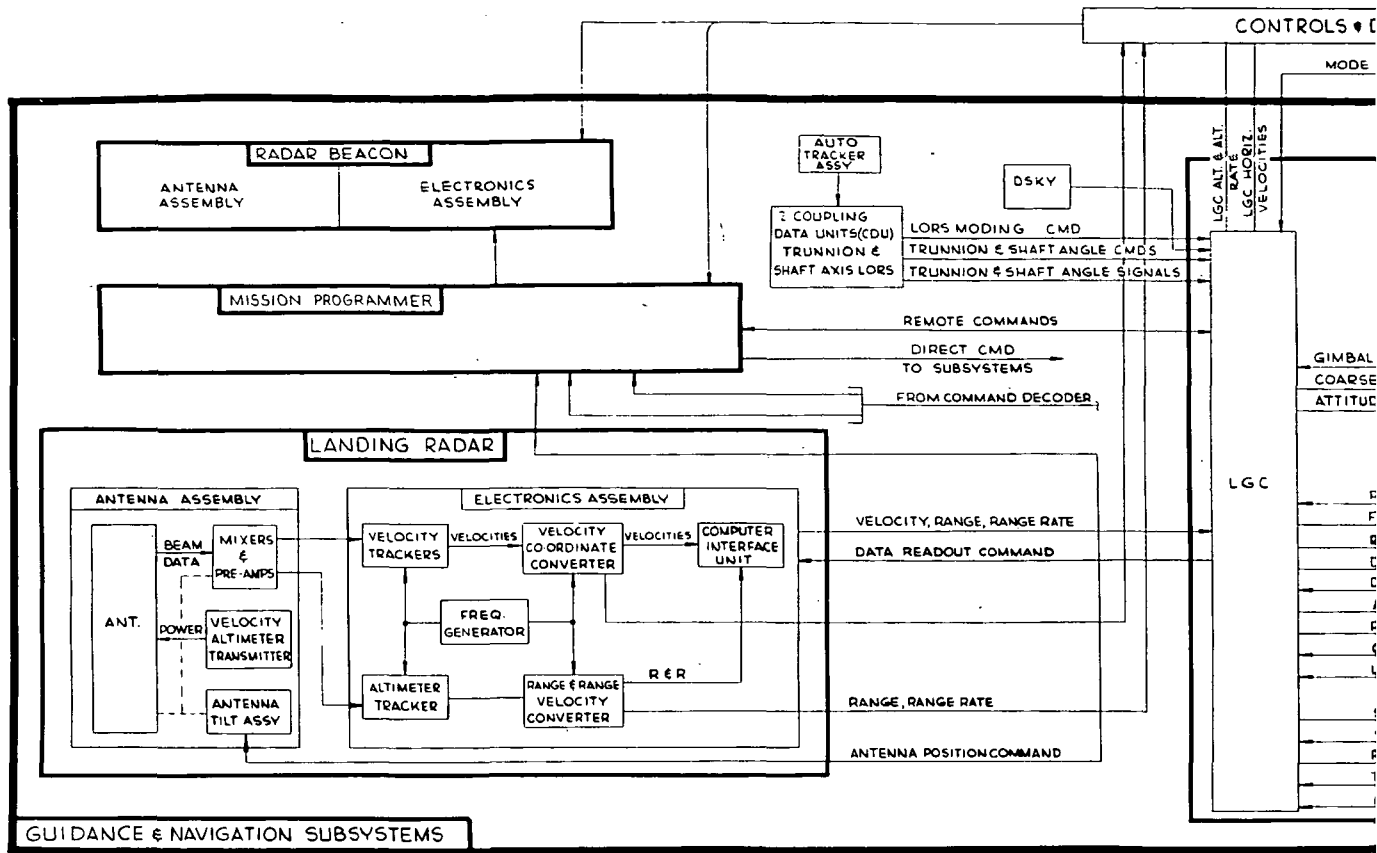 CONTROLS & D
MODE
RADAR BEACON
ANTENNA
ASSEMBLY
ELECTRONICS
ASSEMBLY
AUTO
TRACKER
ASSY
DSKY
LGC ALT. & ALT.
RATE
LGC HORIZ.
VELOCITIES
2 COUPLING
DATA UNITS(CDU)
TRUNNION &
SHAFT AXIS LORS
LORS MODING CMD
TRUNNION & SHAFT ANGLE CMDS
TRUNNION & SHAFT ANGLE SIGNALS
MISSION PROGRAMMER
REMOTE COMMANDS
DIRECT CMD
TO SUBSYSTEMS
FROM COMMAND DECODER
GIMBAL
COARSE
ATTITUD
LANDING RADAR
LGC
ANTENNA ASSEMBLY
ELECTRONICS ASSEMBLY
ANT.
BEAM
DATA
MIXERS
&
PRE-AMPS
POWER
VELOCITY
ALTIMETER
TRANSMITTER
ANTENNA
TILT ASSY
VELOCITY
TRACKERS
VELOCITIES
VELOCITY
CO-ORDINATE
CONVERTER
VELOCITIES
COMPUTER
INTERFACE
UNIT
FREQ.
GENERATOR
ALTIMETER
TRACKER
RANGE & RANGE
VELOCITY
CONVERTER
R & R
VELOCITY, RANGE, RANGE RATE
DATA READOUT COMMAND
RANGE, RANGE RATE
ANTENNA POSITION COMMAND
GUIDANCE & NAVIGATION SUBSYSTEMS